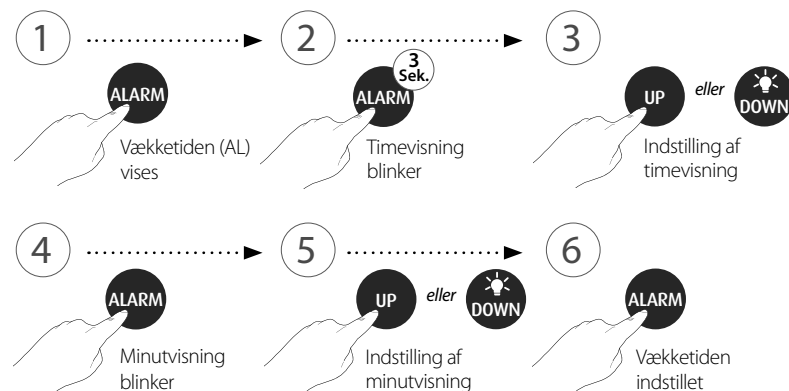 1
ALARM
Vækketiden (AL)
vises
2
3
Sek.
ALARM
Timevisning
blinker
3
UP eller DOWN
Indstilling af
timevisning
4
ALARM
Minutvisning
blinker
5
UP eller DOWN
Indstilling af
minutvisning
6
ALARM
Vækketiden
indstillet